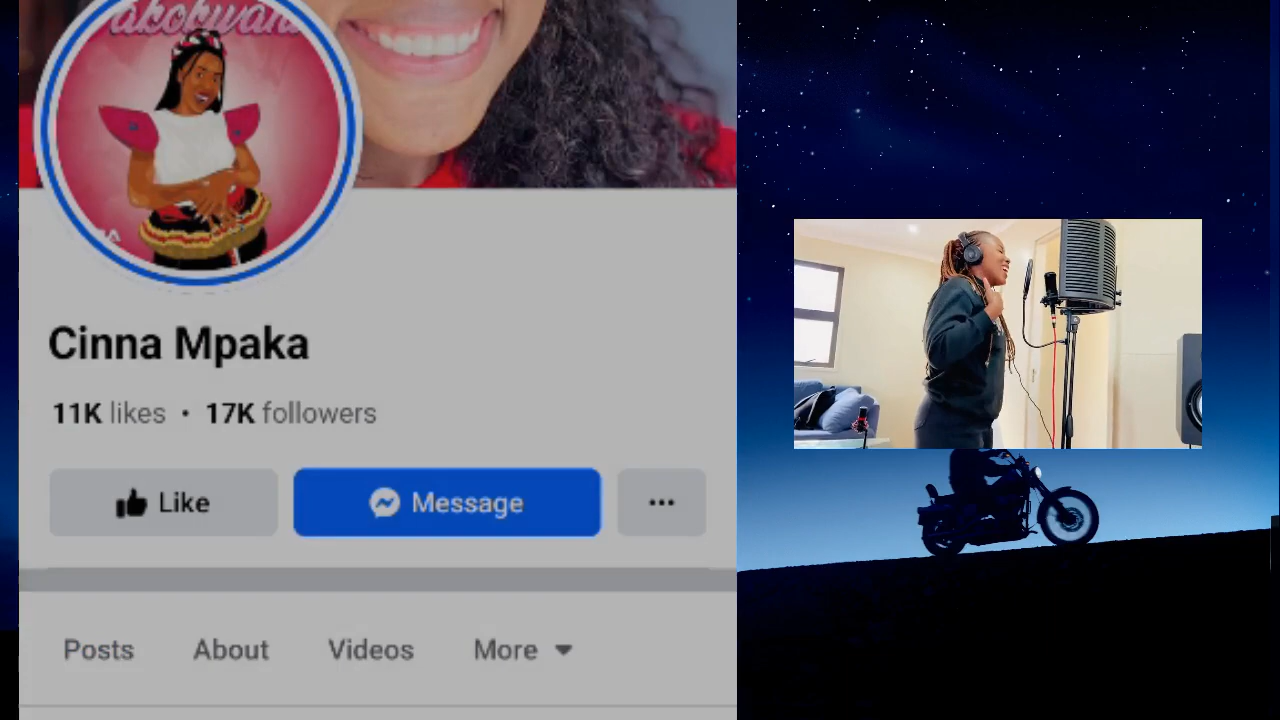 Cinna Mpaka
11K likes • 17K followers
Like
Message
Posts
About
Videos
More